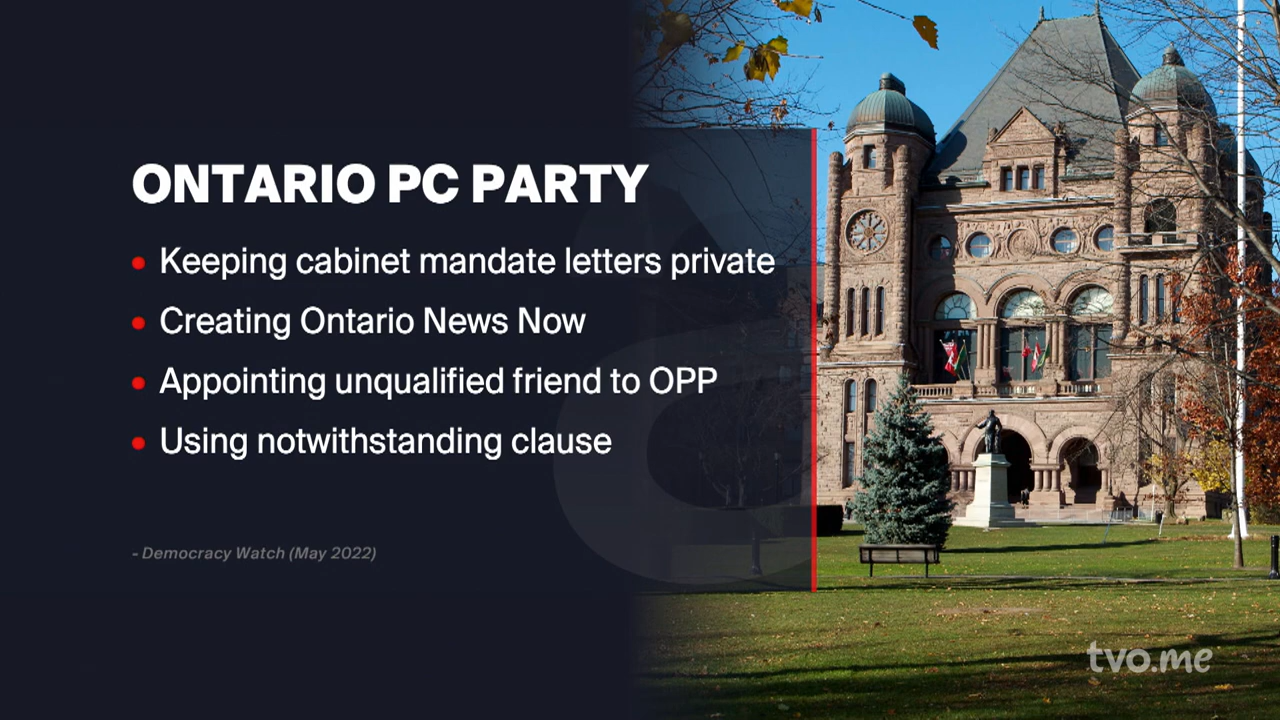 ONTARIO PC PARTY
• Keeping cabinet mandate letters private
• Creating Ontario News Now
• Appointing unqualified friend to OPP
• Using notwithstanding clause
- Democracy Watch (May 2022)
tvo.me